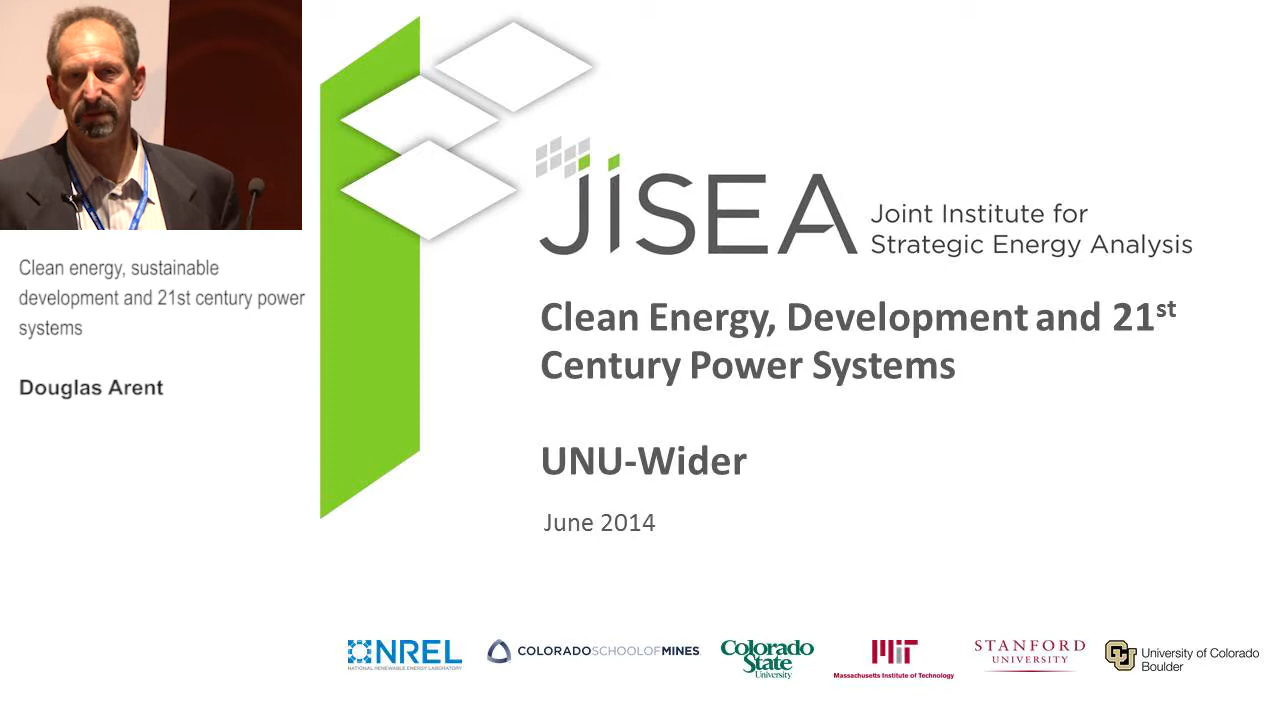 Clean energy, sustainable
development and 21st century power
systems
Douglas Arent
JISEA
Joint Institute for
Strategic Energy Analysis
Clean Energy, Development and 21st
Century Power Systems
UNU-Wider
June 2014
NREL
NATIONAL RENEWABLE ENERGY LABORATORY
COLORADOSCHOOLOFMINES
Colorado
State
University
MIT
Massachusetts Institute of Technology
STANFORD
UNIVERSITY
CU
University of Colorado
Boulder